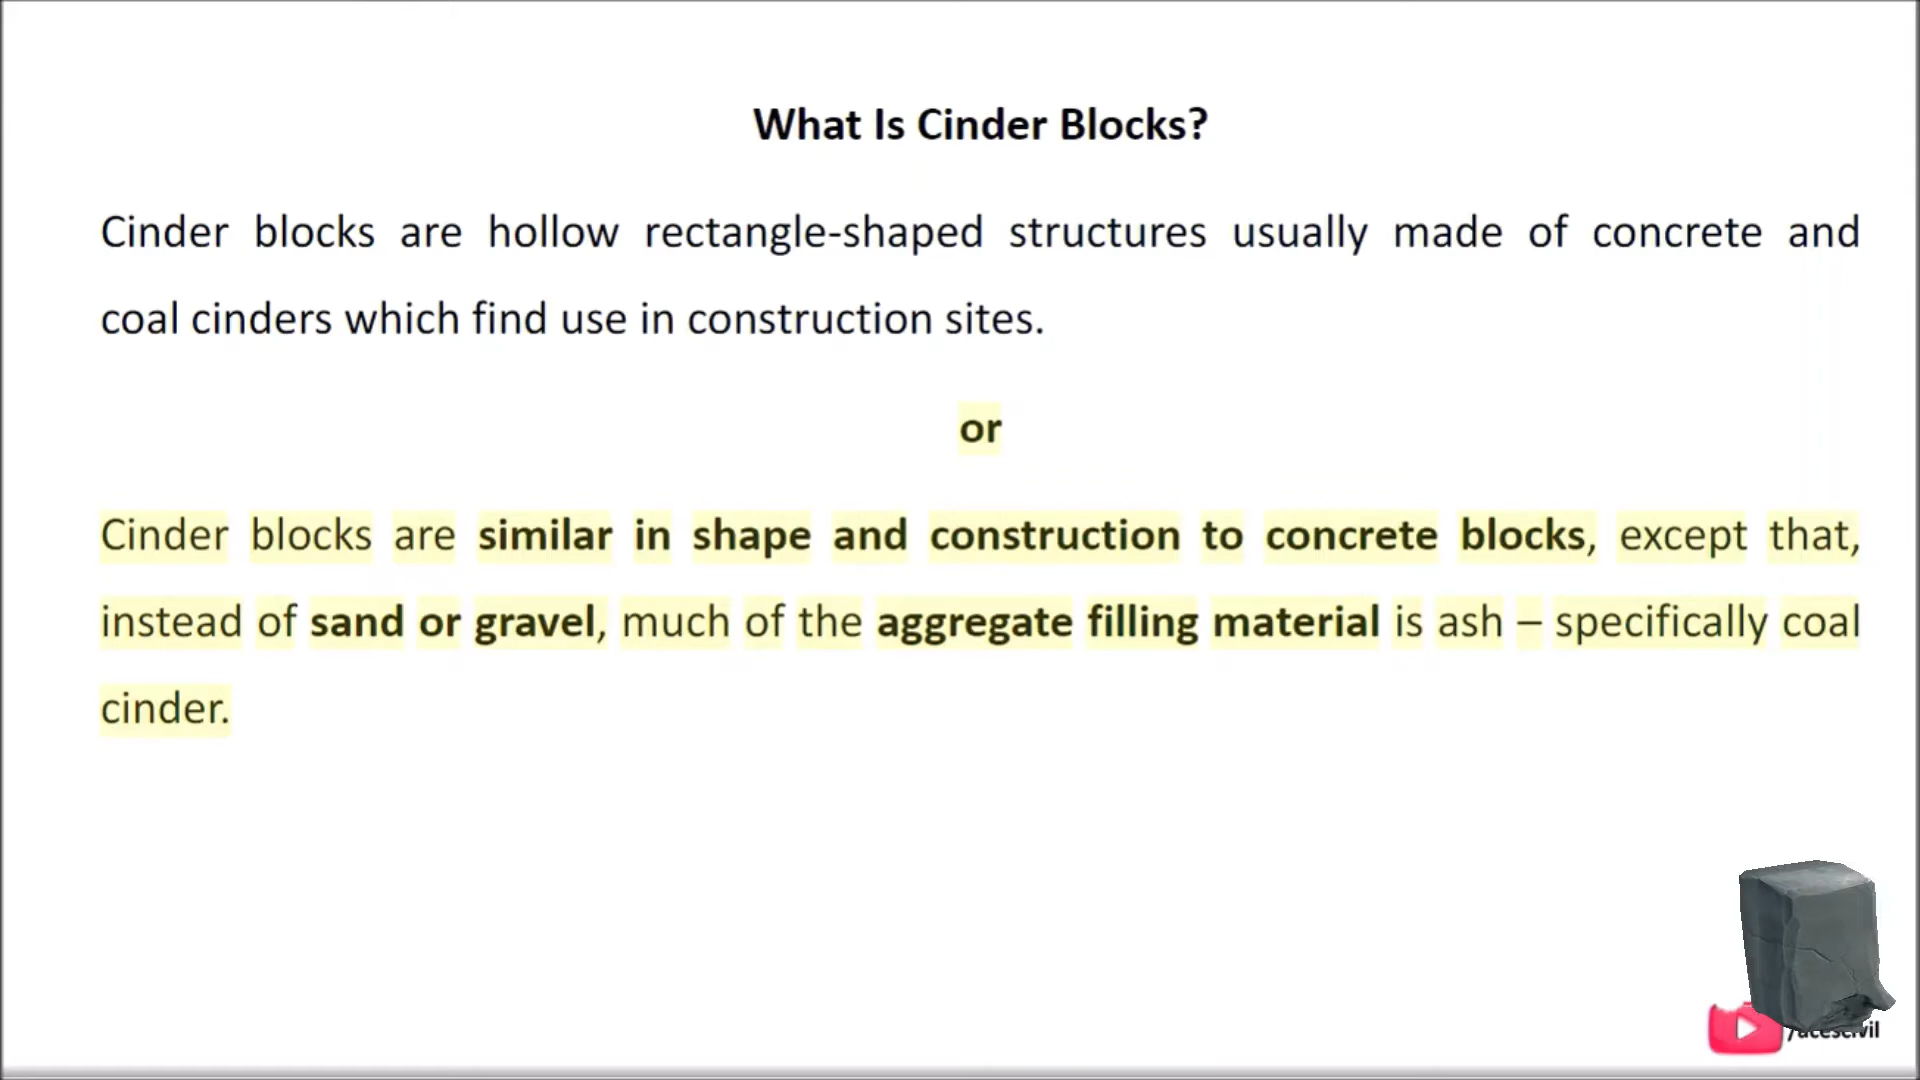 What Is Cinder Blocks?
Cinder blocks are hollow rectangle-shaped structures usually made of concrete and
coal cinders which find use in construction sites.
or
Cinder blocks are similar in shape and construction to concrete blocks, except that,
instead of sand or gravel, much of the aggregate filling material is ash – specifically coal
cinder.